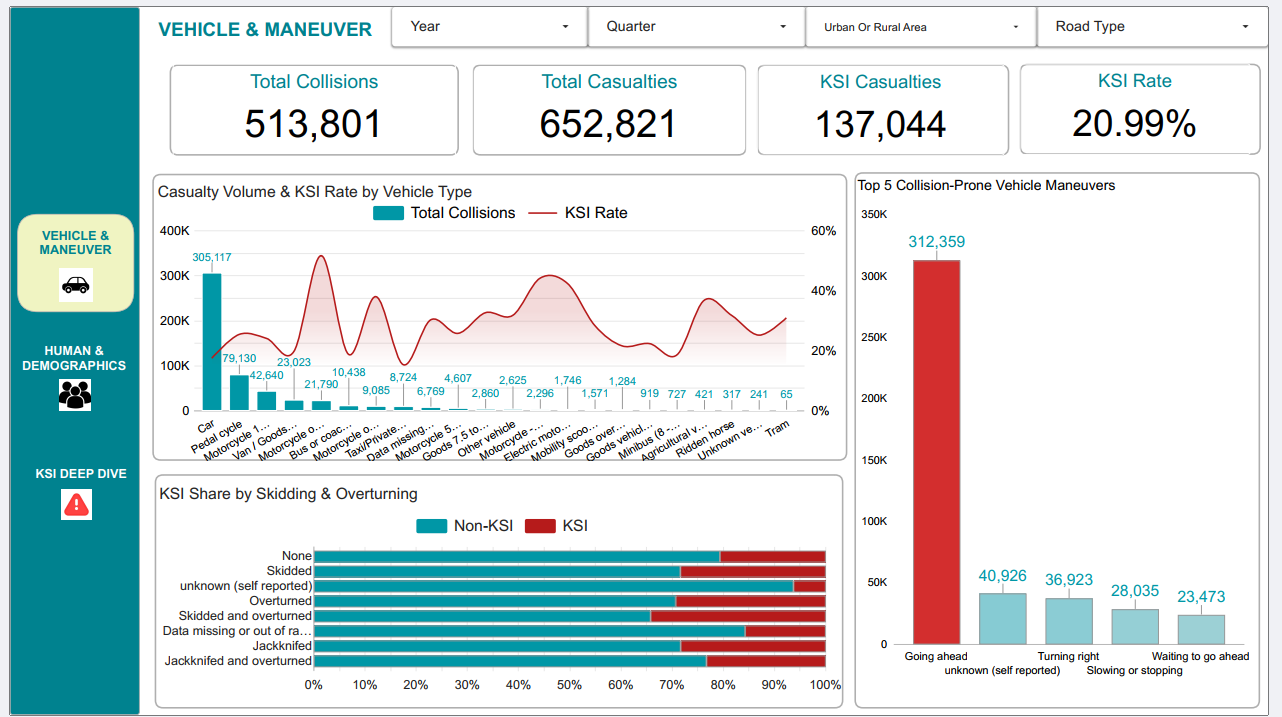 VEHICLE & MANEUVER
Year
Quarter
Urban Or Rural Area
Road Type
Total Collisions
513,801
Total Casualties
652,821
KSI Casualties
137,044
KSI Rate
20.99%
VEHICLE &
MANEUVER
HUMAN &
DEMOGRAPHICS
KSI DEEP DIVE
Casualty Volume & KSI Rate by Vehicle Type
Total Collisions
KSI Rate
400K
300K
200K
100K
0
60%
40%
20%
0%
305,117
79,130
42,640
23,023
21,790
10,438
9,085
8,724
6,769
4,607
2,860
2,625
2,296
1,746
1,571
1,284
919
727
421
317
241
65
Car
Pedal cycle
Motorcycle 1...
Van / Goods...
Motorcycle o...
Bus or coac...
Motorcycle o...
Taxi/Private...
Data missing...
Motorcycle 5...
Goods 7.5 to...
Other vehicle
Motorcycle -...
Electric moto...
Mobility scoo...
Goods over...
Goods vehicl...
Minibus (8 -...
Agricultural v...
Ridden horse
Unknown ve...
Tram
KSI Share by Skidding & Overturning
Non-KSI
KSI
None
Skidded
unknown (self reported)
Overturned
Skidded and overturned
Data missing or out of ra...
Jackknifed
Jackknifed and overturned
0%
10%
20%
30%
40%
50%
60%
70%
80%
90%
100%
Top 5 Collision-Prone Vehicle Maneuvers
350K
300K
250K
200K
150K
100K
50K
0
312,359
40,926
36,923
28,035
23,473
Going ahead
unknown (self reported)
Turning right
Slowing or stopping
Waiting to go ahead